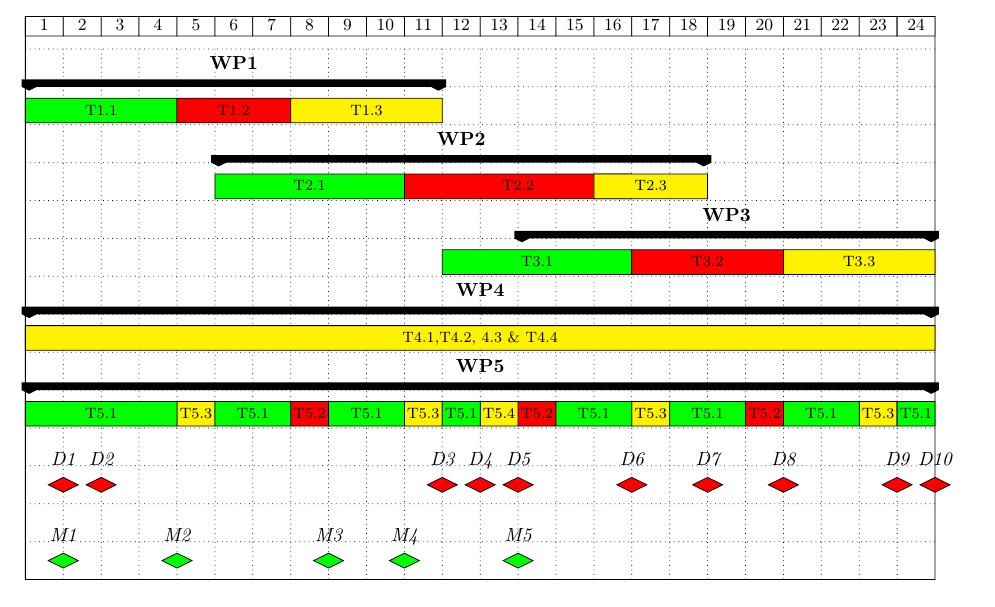 1 2 3 4 5 6 7 8 9 10 11 12 13 14 15 16 17 18 19 20 21 22 23 24
WP1
T1.1 T1.2 T1.3
WP2
T2.1 T2.2 T2.3
WP3
T3.1 T3.2 T3.3
WP4
T4.1,T4.2, 4.3 & T4.4
WP5
T5.1 T5.3 T5.1 T5.2 T5.1 T5.3 T5.1 T5.4 T5.2 T5.1 T5.3 T5.1 T5.2 T5.1 T5.3 T5.1
D1 D2 D3 D4 D5 D6 D7 D8 D9 D10
M1 M2 M3 M4 M5